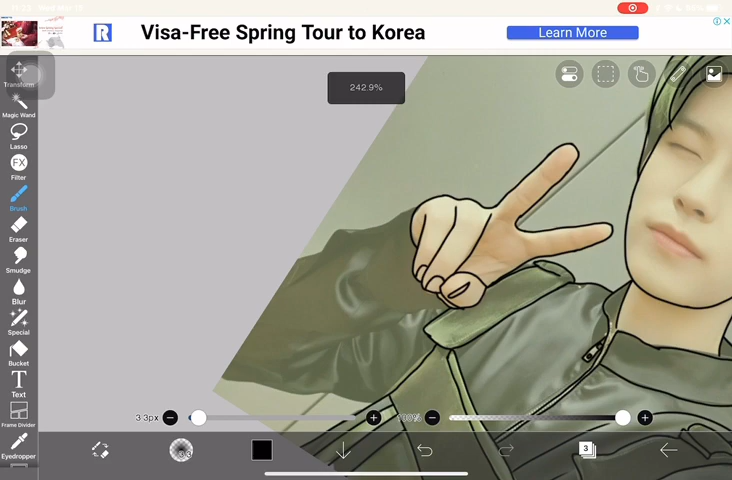 R Visa-Free Spring Tour to Korea Learn More
242.9%
Transform
Magic Wand
Lasso
FX
Filter
Brush
Eraser
Smudge
Blur
Special
Bucket
T
Text
Frame Divider
Eyedropper
3.3px
3